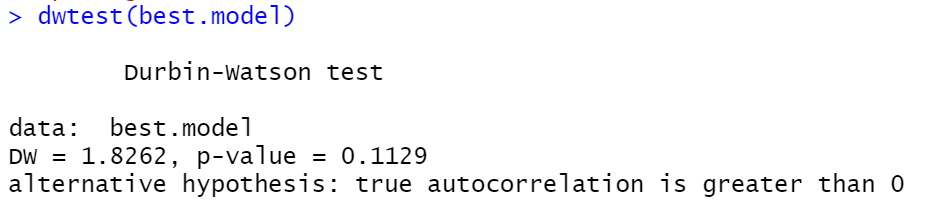 > dwtest(best.model)
Durbin-Watson test
data:  best.model
DW = 1.8262, p-value = 0.1129
alternative hypothesis: true autocorrelation is greater than 0